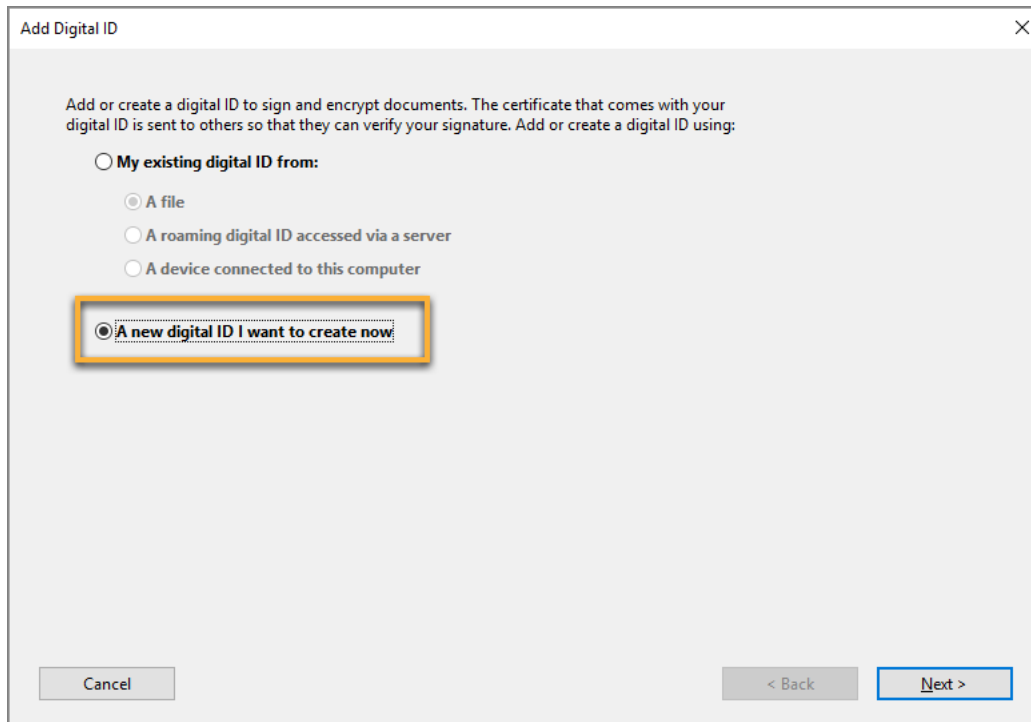 Add Digital ID
Add or create a digital ID to sign and encrypt documents. The certificate that comes with your
digital ID is sent to others so that they can verify your signature. Add or create a digital ID using:
My existing digital ID from:
A file
A roaming digital ID accessed via a server
A device connected to this computer
A new digital ID I want to create now
Cancel
< Back
Next >